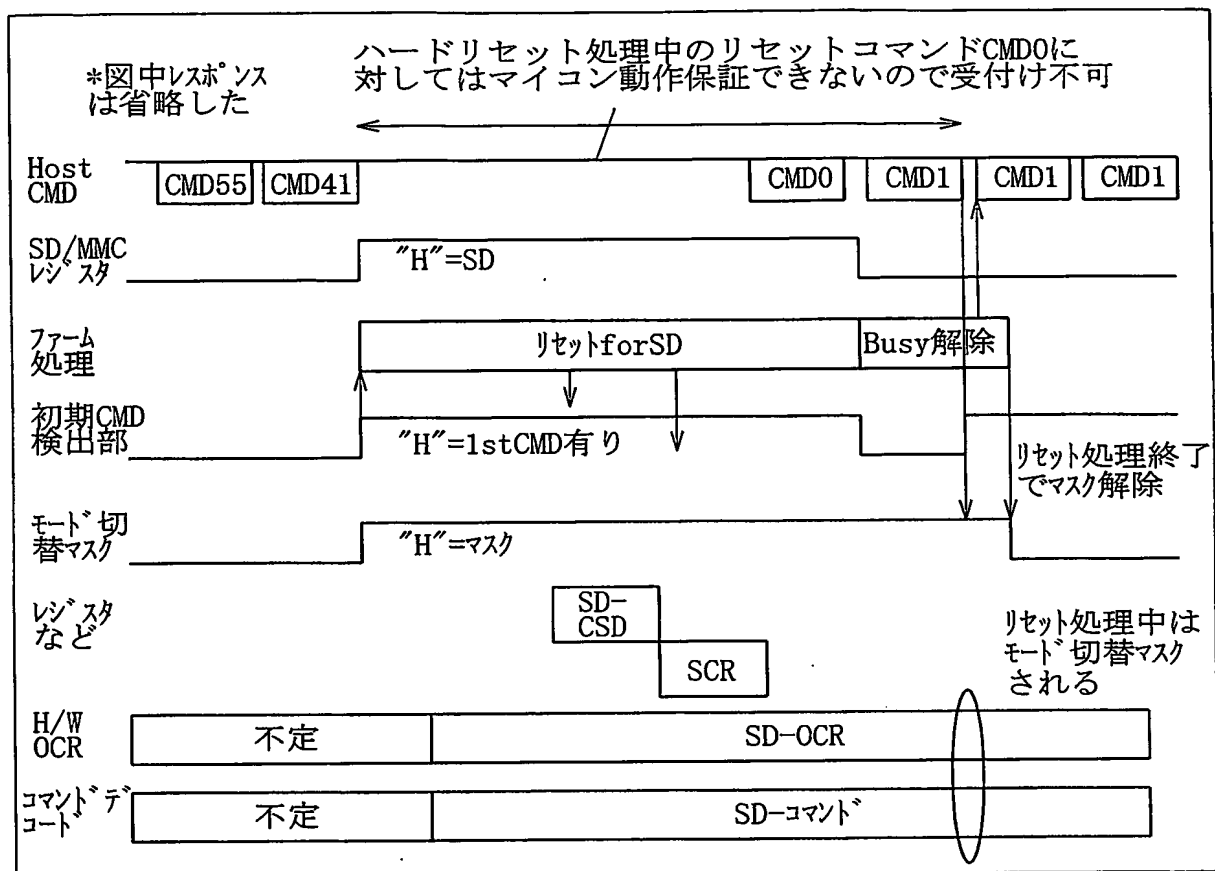 *図中ﾚｽﾎﾟﾝｽ
は省略した
ハードリセット処理中のリセットコマンドCMD0に
対してはマイコン動作保証できないので受付け不可
Host
CMD
CMD55
CMD41
CMD0
CMD1
CMD1
CMD1
SD/MMC
ﾚｼﾞｽﾀ
"H"=SD
ﾌｧｰﾑ
処理
ﾘｾｯﾄforSD
Busy解除
初期CMD
検出部
"H"=1stCMD有り
ﾘｾｯﾄ処理終了
でﾏｽｸ解除
ﾓｰﾄﾞ切
替ﾏｽｸ
"H"=ﾏｽｸ
ﾚｼﾞｽﾀ
など
SD-
CSD
SCR
ﾘｾｯﾄ処理中は
ﾓｰﾄﾞ切替ﾏｽｸ
される
H/W
OCR
不定
SD-OCR
ｺﾏﾝﾄﾞデ
ｺｰﾄﾞ
不定
SD-ｺﾏﾝﾄﾞ